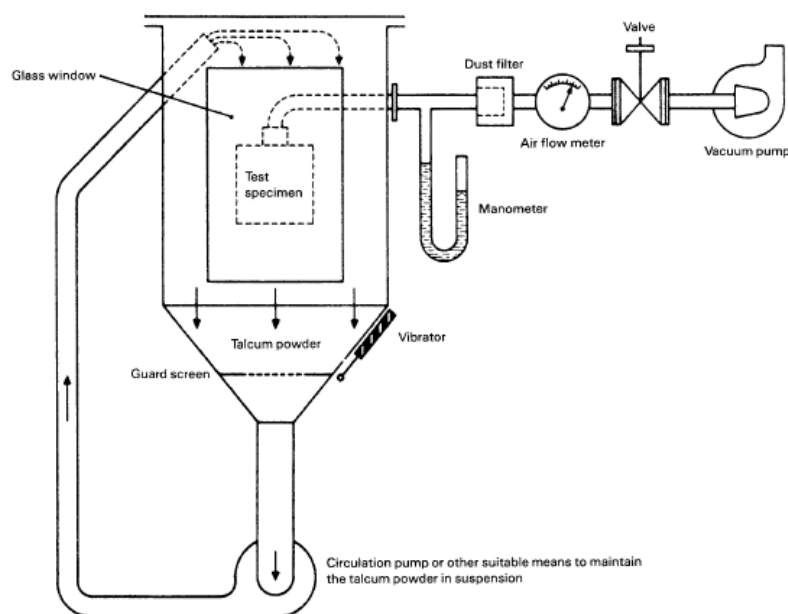 Valve
Dust filter
Glass window
Air flow meter
Vacuum pump
Test
specimen
Manometer
Talcum powder
Vibrator
Guard screen
Circulation pump or other suitable means to maintain
the talcum powder in suspension